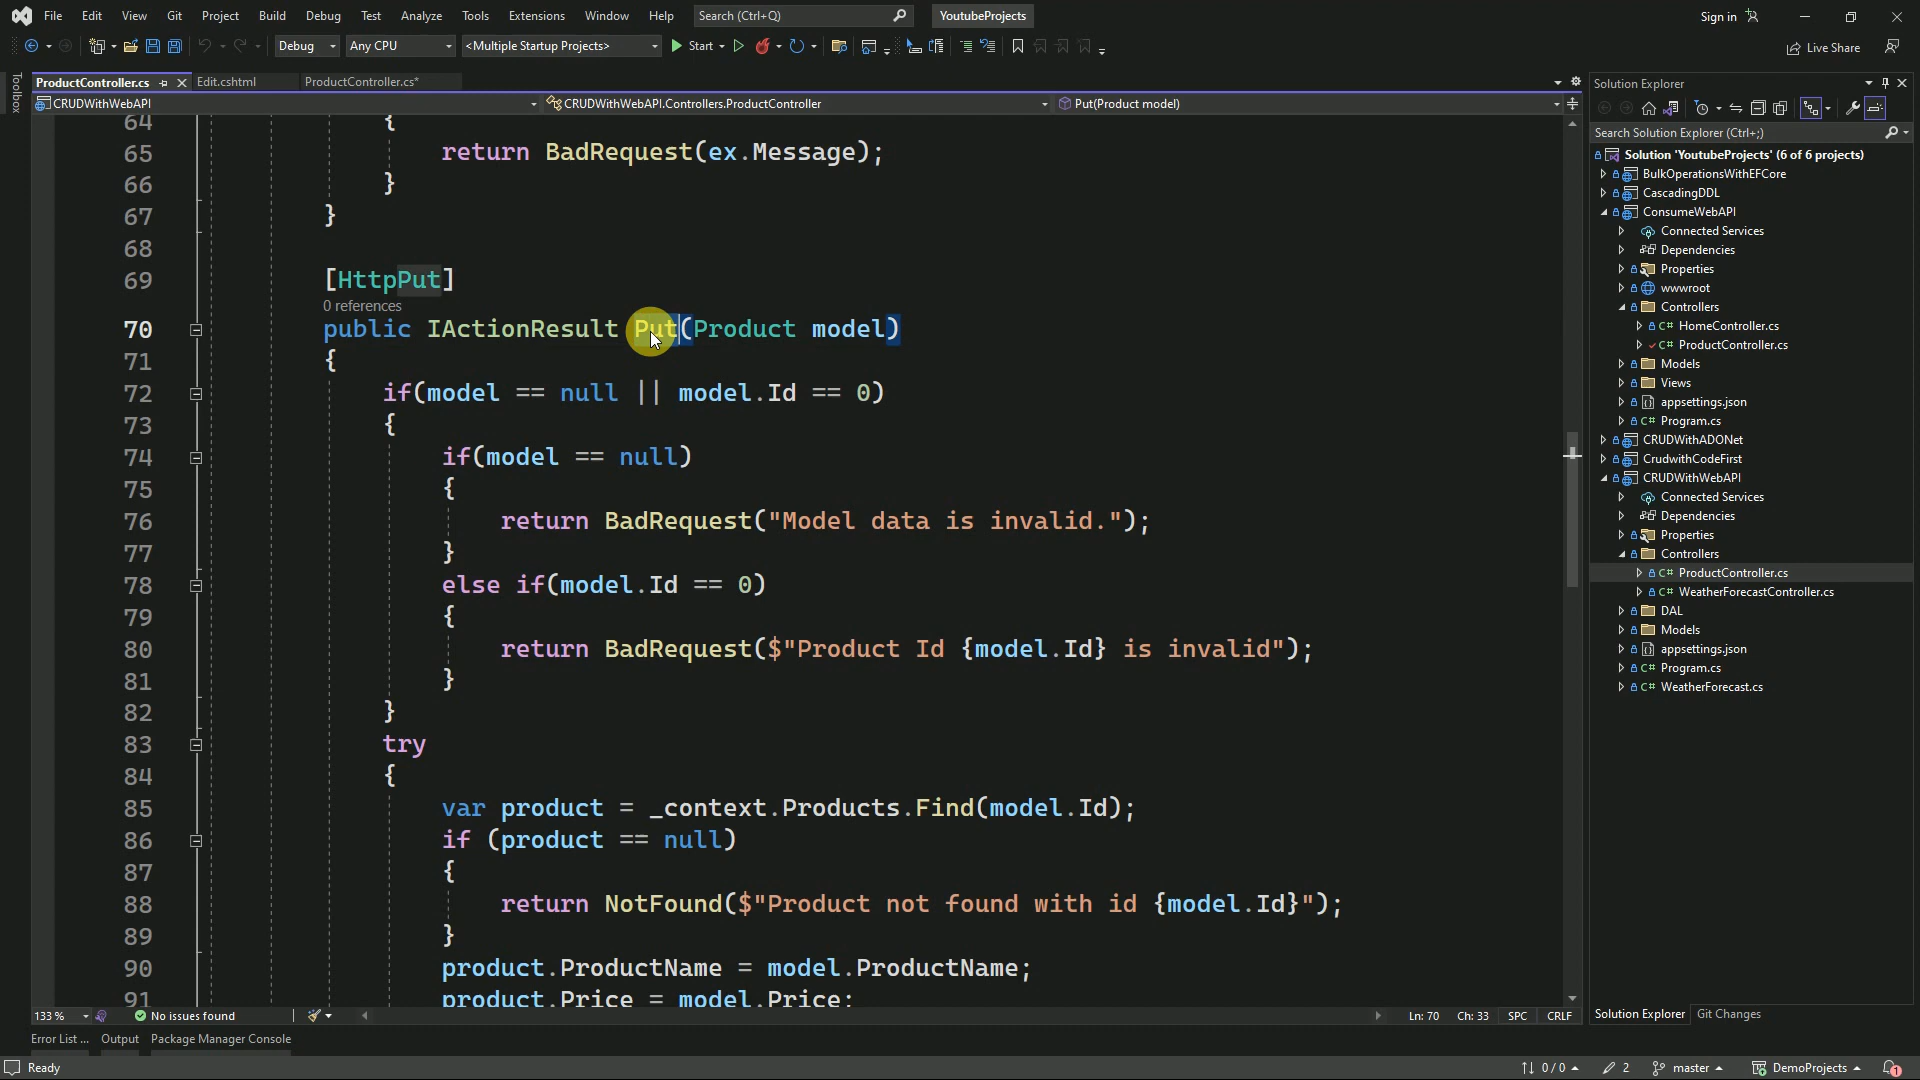 File Edit View Git Project Build Debug Test Analyze Tools Extensions Window Help Search (Ctrl+Q) YoutubeProjects Sign in
Debug Any CPU <Multiple Startup Projects> Start Live Share
Toolbox
ProductController.cs Edit.cshtml ProductController.cs*
CRUDWithWebAPI CRUDWithWebAPI.Controllers.ProductController Put(Product model)
64 {
65 return BadRequest(ex.Message);
66 }
67 }
68
69 [HttpPut]
0 references
70 public IActionResult Put(Product model)
71 {
72 if(model == null || model.Id == 0)
73 {
74 if(model == null)
75 {
76 return BadRequest("Model data is invalid.");
77 }
78 else if(model.Id == 0)
79 {
80 return BadRequest($"Product Id {model.Id} is invalid");
81 }
82 }
83 try
84 {
85 var product = _context.Products.Find(model.Id);
86 if (product == null)
87 {
88 return NotFound($"Product not found with id {model.Id}");
89 }
90 product.ProductName = model.ProductName;
91 product.Price = model.Price;
133 % No issues found Ln: 70 Ch: 33 SPC CRLF
Error List ... Output Package Manager Console
Ready 0 / 0 2 master DemoProjects 1
Solution Explorer
Search Solution Explorer (Ctrl+;)
Solution 'YoutubeProjects' (6 of 6 projects)
BulkOperationsWithEFCore
CascadingDDL
ConsumeWebAPI
Connected Services
Dependencies
Properties
wwwroot
Controllers
C# HomeController.cs
C# ProductController.cs
Models
Views
appsettings.json
C# Program.cs
CRUDWithADONet
CrudwithCodeFirst
CRUDWithWebAPI
Connected Services
Dependencies
Properties
Controllers
C# ProductController.cs
C# WeatherForecastController.cs
DAL
Models
appsettings.json
C# Program.cs
C# WeatherForecast.cs
Solution Explorer Git Changes